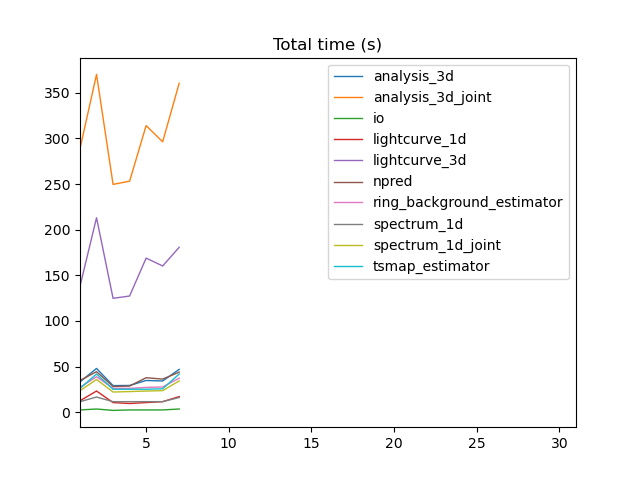 Total time (s)
350
300
250
200
150
100
50
0
5 10 15 20 25 30
analysis_3d
analysis_3d_joint
io
lightcurve_1d
lightcurve_3d
npred
ring_background_estimator
spectrum_1d
spectrum_1d_joint
tsmap_estimator